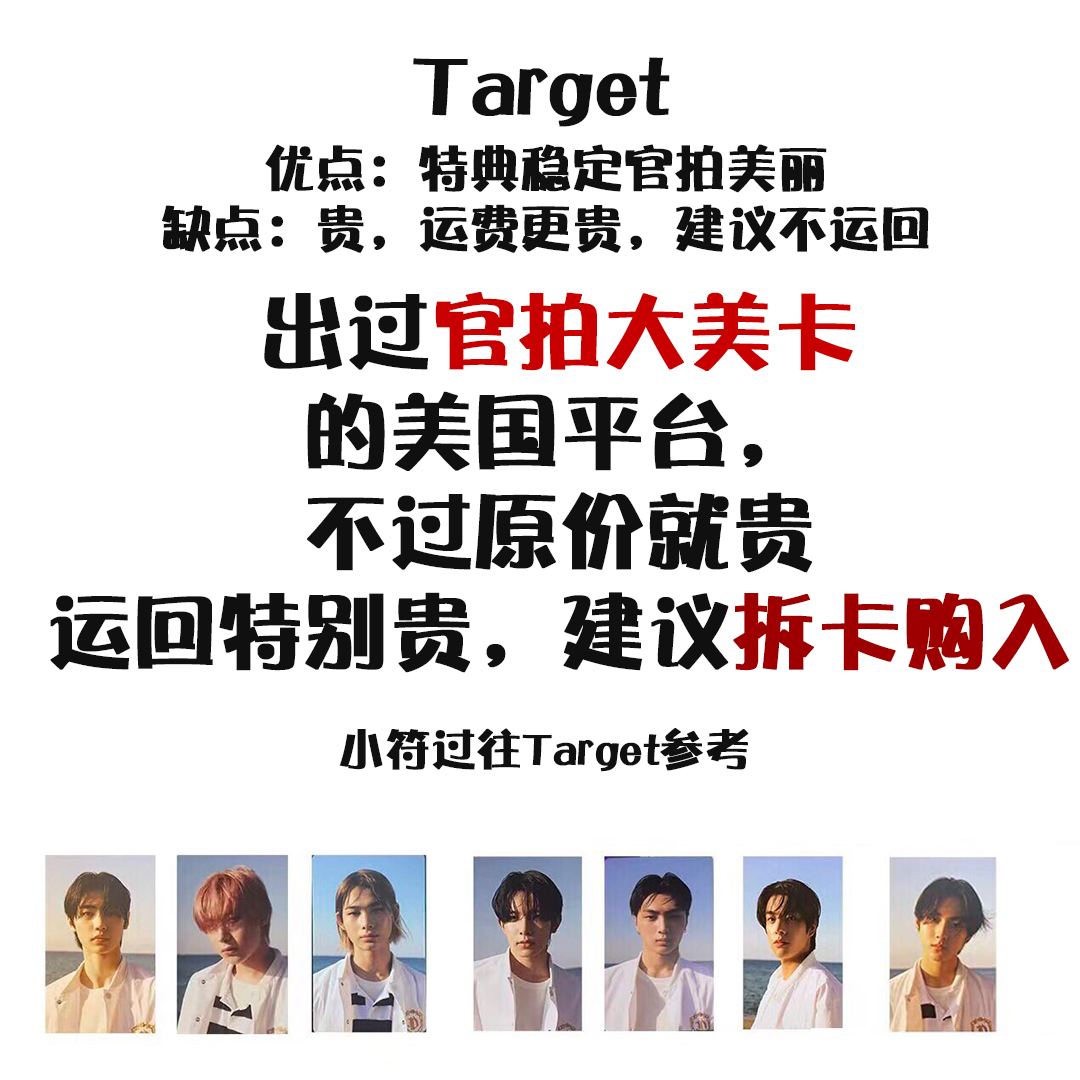 Target
优点：特典稳定官拍美丽
缺点：贵，运费更贵，建议不运回
出过官拍大美卡
的美国平台，
不过原价就贵
运回特别贵，建议拆卡购入
小符过往Target参考